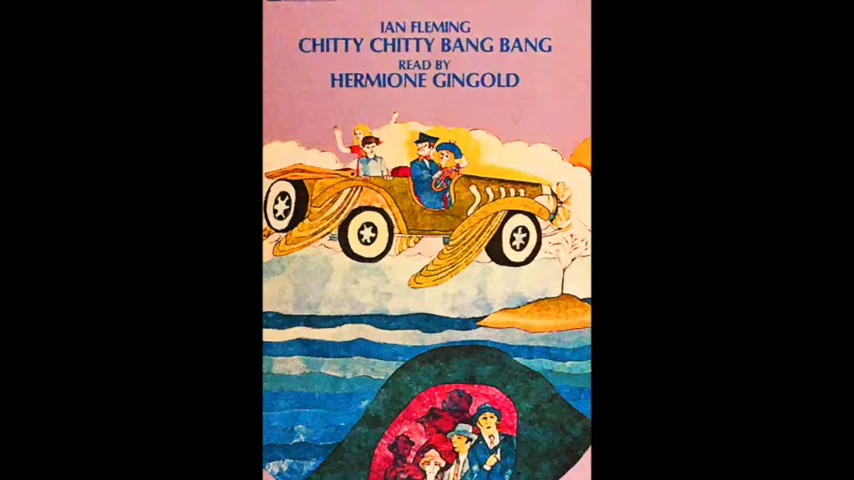 IAN FLEMING
CHITTY CHITTY BANG BANG
READ BY
HERMIONE GINGOLD